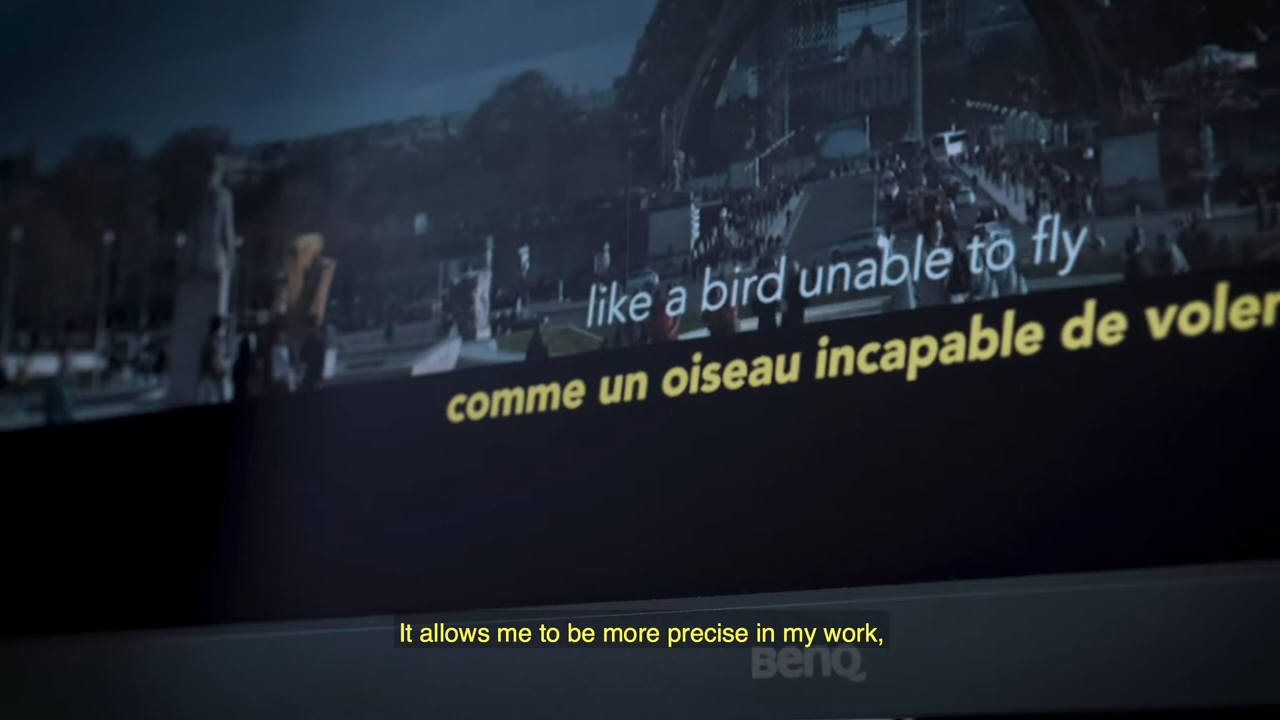 like a bird unable to fly
comme un oiseau incapable de voler
It allows me to be more precise in my work,
BenQ